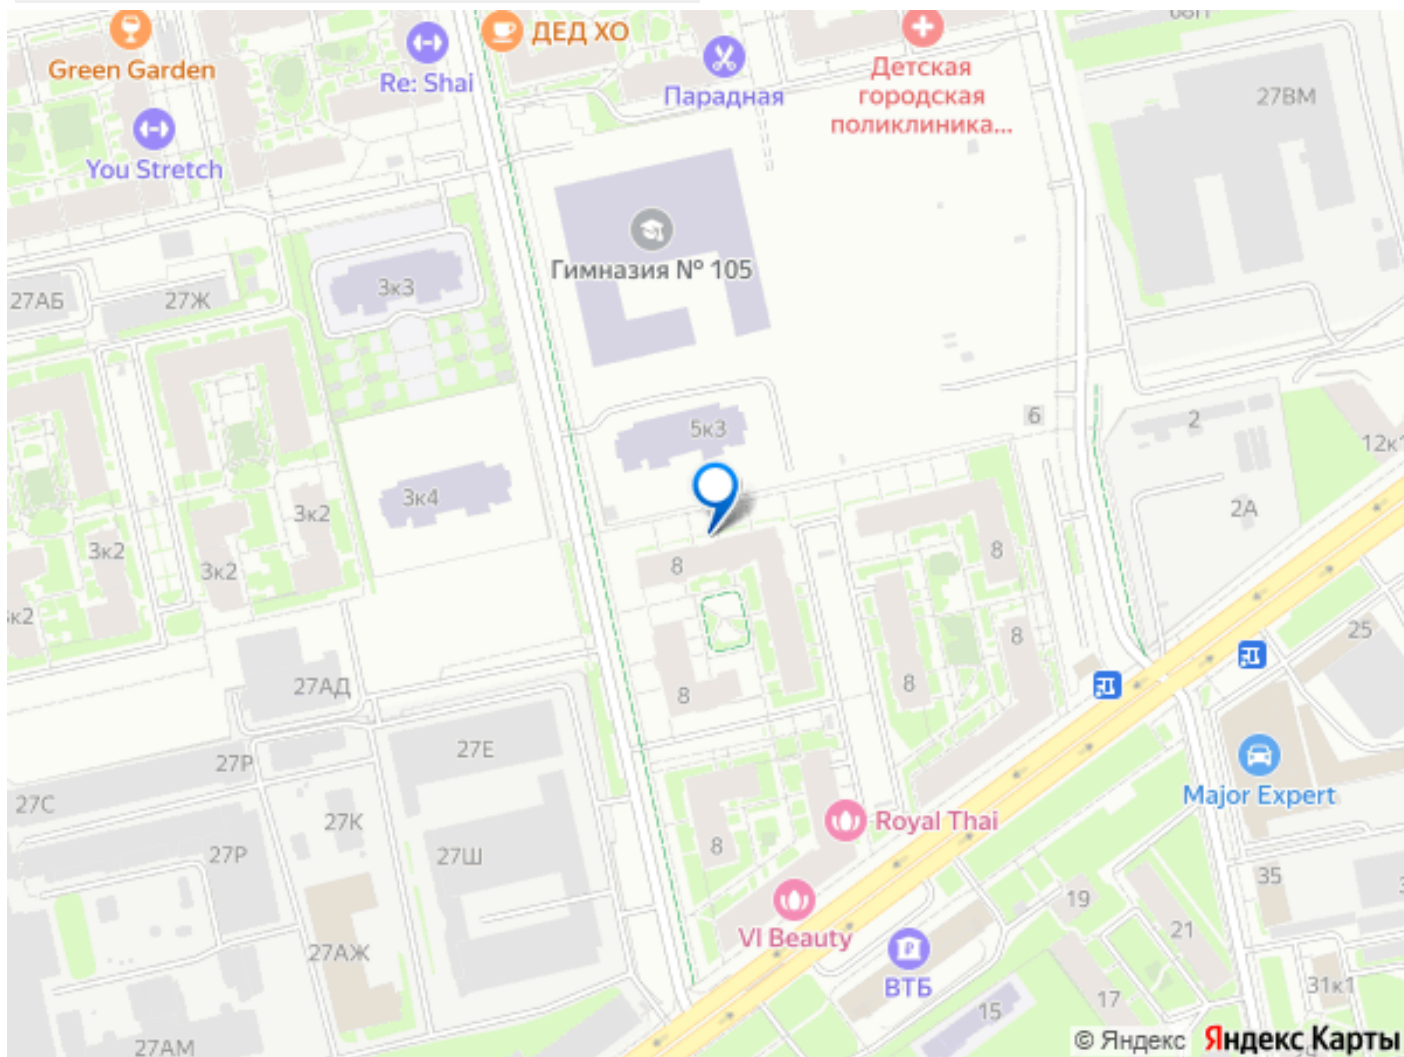 ДЕД ХО
Green Garden
Re: Shai
Парадная
Детская
городская
поликлиника...
27ВМ
You Stretch
Гимназия № 105
27АБ
27Ж
3к3
6
2
5к3
12к1
3к4
3к2
2А
3к2
3к2
8
8
к2
8
25
27АД
8
8
27Е
27Р
Major Expert
27С
27К
Royal Thai
8
27Р
27Ш
35
19
VI Beauty
21
27АЖ
ВТБ
31к1
17
15
27АМ
© Яндекс Яндекс Карты